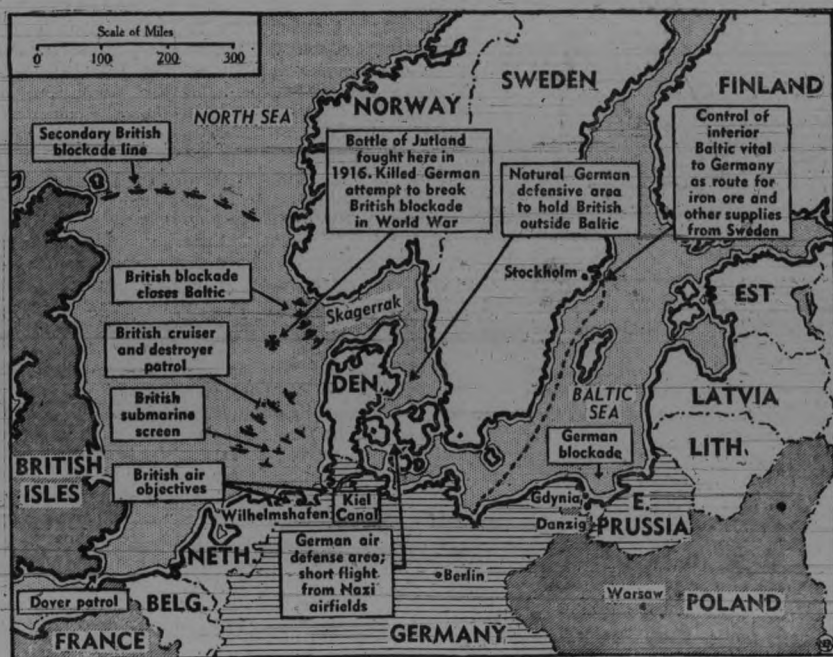 Scale of Miles
0 100 200 300
NORTH SEA
NORWAY
SWEDEN
FINLAND
Secondary British
blockade line
Battle of Jutland
fought here in
1916. Killed German
attempt to break
British blockade
in World War
Natural German
defensive area
to hold British
outside Baltic
Control of
interior
Baltic vital
to Germany
as route for
iron ore and
other supplies
from Sweden
British blockade
closes Baltic
Skagerrak
Stockholm
EST
British cruiser
and destroyer
patrol
DEN.
BALTIC
SEA
LATVIA
British
submarine
screen
LITH.
German
blockade
BRITISH
ISLES
British air
objectives
Wilhelmshafen
Kiel
Canal
Gdynia
Danzig
E.
PRUSSIA
NETH.
German air
defense area;
short flight
from Nazi
airfields
Berlin
Warsaw
POLAND
Dover patrol
BELG.
FRANCE
GERMANY